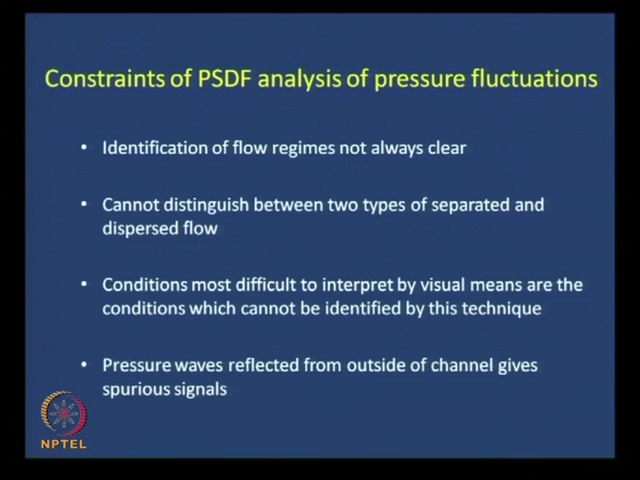 Constraints of PSDF analysis of pressure fluctuations
• Identification of flow regimes not always clear
• Cannot distinguish between two types of separated and
dispersed flow
• Conditions most difficult to interpret by visual means are the
conditions which cannot be identified by this technique
• Pressure waves reflected from outside of channel gives
spurious signals
NPTEL